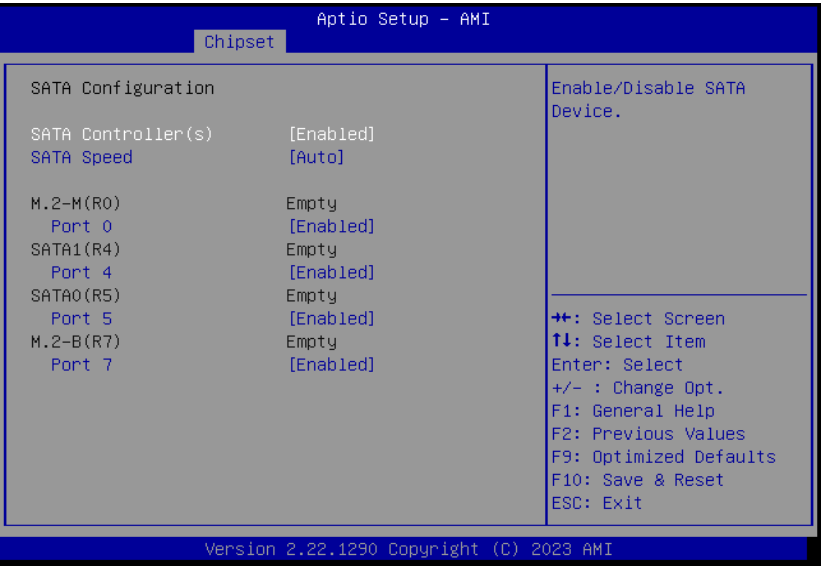 Aptio Setup – AMI
Chipset
SATA Configuration
SATA Controller(s) [Enabled]
SATA Speed [Auto]
M.2-M(R0) Empty
Port 0 [Enabled]
SATA1(R4) Empty
Port 4 [Enabled]
SATA0(R5) Empty
Port 5 [Enabled]
M.2-B(R7) Empty
Port 7 [Enabled]
Enable/Disable SATA
Device.
→←: Select Screen
↑↓: Select Item
Enter: Select
+/- : Change Opt.
F1: General Help
F2: Previous Values
F9: Optimized Defaults
F10: Save & Reset
ESC: Exit
Version 2.22.1290 Copyright (C) 2023 AMI